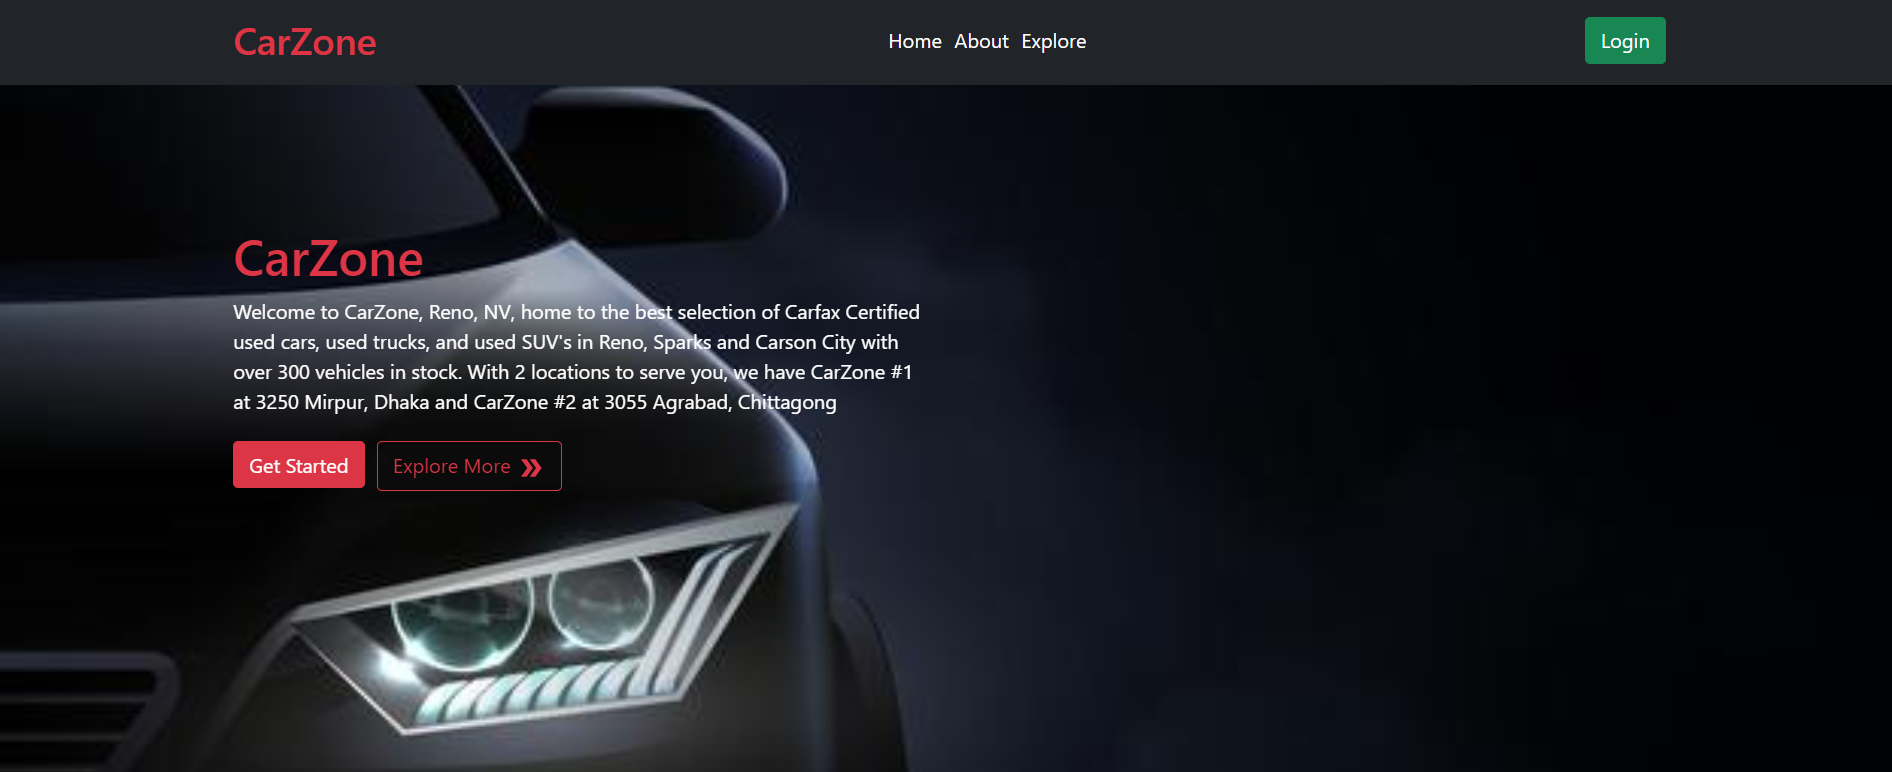 CarZone
Home About Explore
Login
CarZone
Welcome to CarZone, Reno, NV, home to the best selection of Carfax Certified
used cars, used trucks, and used SUV's in Reno, Sparks and Carson City with
over 300 vehicles in stock. With 2 locations to serve you, we have CarZone #1
at 3250 Mirpur, Dhaka and CarZone #2 at 3055 Agrabad, Chittagong
Get Started
Explore More »